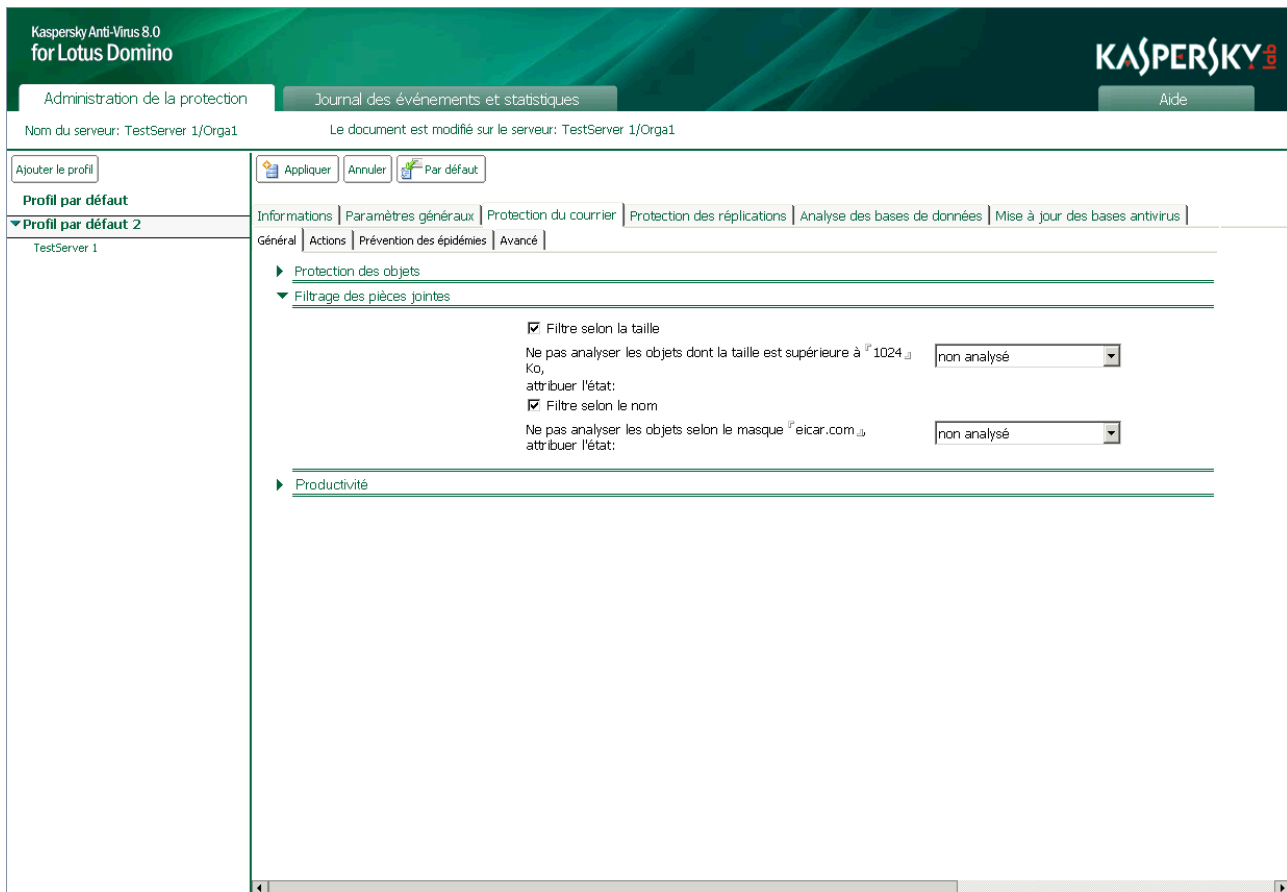 Kaspersky Anti-Virus 8.0
for Lotus Domino
KASPERSKY lab
Administration de la protection
Journal des événements et statistiques
Aide
Nom du serveur: TestServer 1/Orga1
Le document est modifié sur le serveur: TestServer 1/Orga1
Ajouter le profil
Appliquer
Annuler
Par défaut
Profil par défaut
Profil par défaut 2
TestServer 1
Informations
Paramètres généraux
Protection du courrier
Protection des réplications
Analyse des bases de données
Mise à jour des bases antivirus
Général
Actions
Prévention des épidémies
Avancé
Protection des objets
Filtrage des pièces jointes
Filtre selon la taille
Ne pas analyser les objets dont la taille est supérieure à 1024
Ko,
attribuer l'état:
non analysé
Filtre selon le nom
Ne pas analyser les objets selon le masque eicar.com ,
attribuer l'état:
non analysé
Productivité